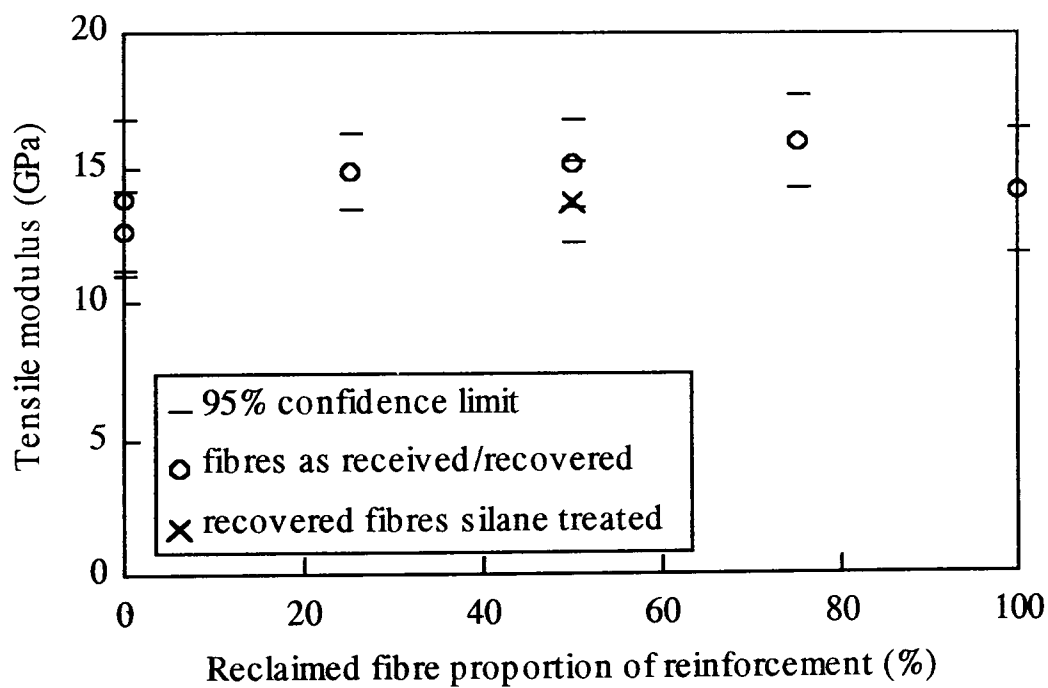 20
15
10
5
0
Tensile modulus (GPa)
95% confidence limit
fibres as received/recovered
recovered fibres silane treated
0 20 40 60 80 100
Reclaimed fibre proportion of reinforcement (%)